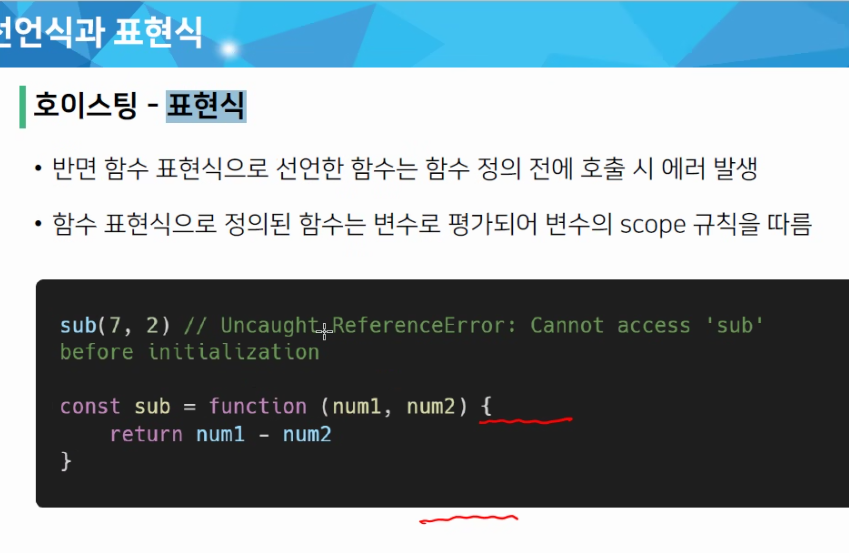 선언식과 표현식
호이스팅 - 표현식
• 반면 함수 표현식으로 선언한 함수는 함수 정의 전에 호출 시 에러 발생
• 함수 표현식으로 정의된 함수는 변수로 평가되어 변수의 scope 규칙을 따름
sub(7, 2) // Uncaught ReferenceError: Cannot access 'sub'
before initialization
const sub = function (num1, num2) {
return num1 - num2
}